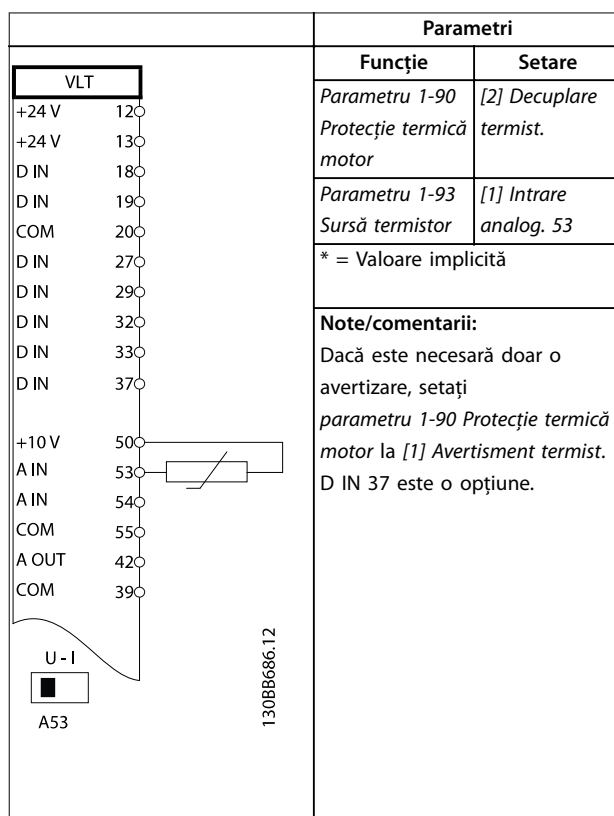 VLT
+24 V 12
+24 V 13
D IN 18
D IN 19
COM 20
D IN 27
D IN 29
D IN 32
D IN 33
D IN 37
+10 V 50
A IN 53
A IN 54
COM 55
A OUT 42
COM 39
U - I
A53
130BB686.12
Parametri
Funcție Setare
Parametru 1-90 [2] Decuplare
Protecție termică termist.
motor
Parametru 1-93 [1] Intrare
Sursă termistor analog. 53
* = Valoare implicită
Note/comentarii:
Dacă este necesară doar o
avertizare, setați
parametru 1-90 Protecție termică
motor la [1] Avertisment termist.
D IN 37 este o opțiune.